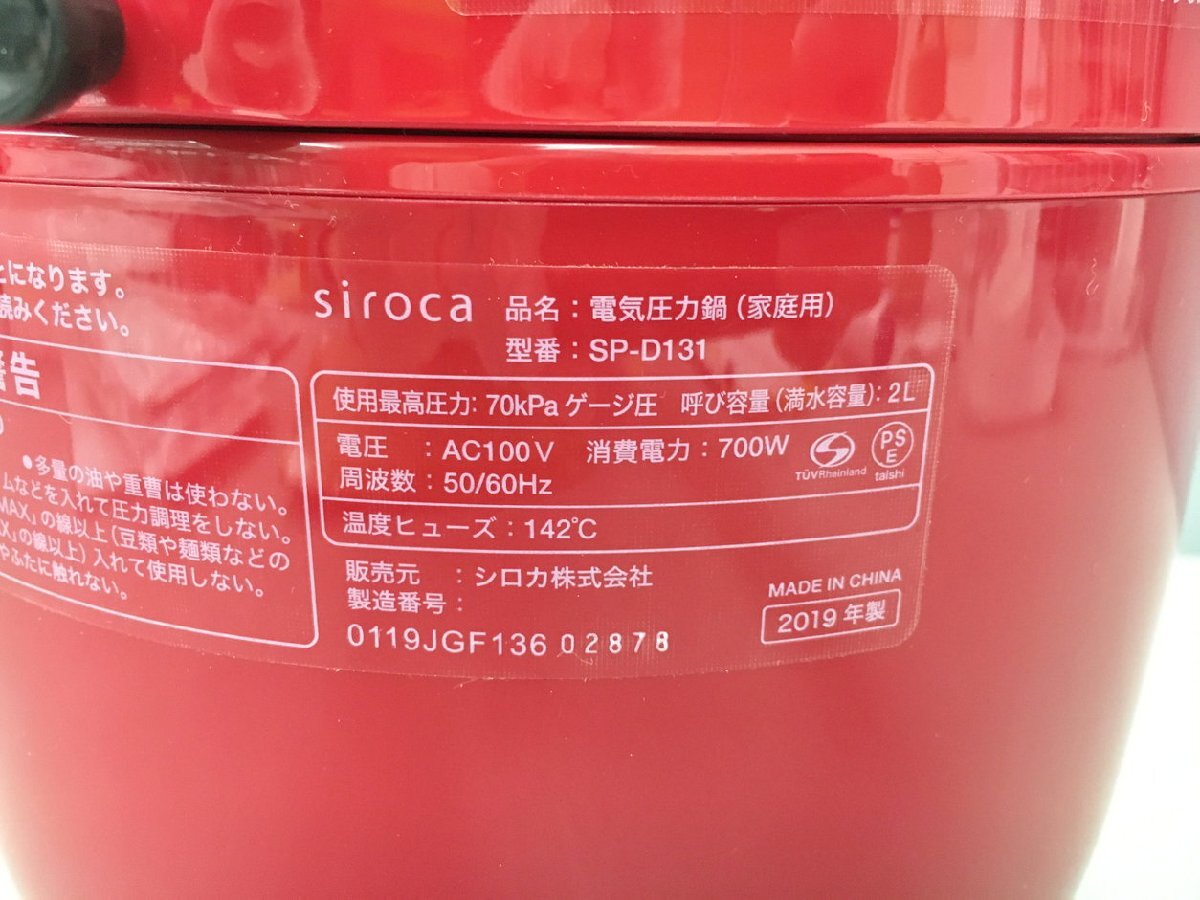 とになります。
読みください。
警告
●多量の油や重曹は使わない。
ムなどを入れて圧力調理をしない。
MAX」の線以上（豆類や麺類などの
X」の線以上）入れて使用しない。
やふたに触れない。
siroca 品名：電気圧力鍋（家庭用）
型番：SP-D131
使用最高圧力：70kPa ゲージ圧 呼び容量（満水容量）：2L
電圧 ：AC100V 消費電力：700W
周波数：50/60Hz
TÜVRheinland
PS
E
taishi
温度ヒューズ：142℃
販売元 ：シロカ株式会社
製造番号：
0119JGF136 02878
MADE IN CHINA
2019年製